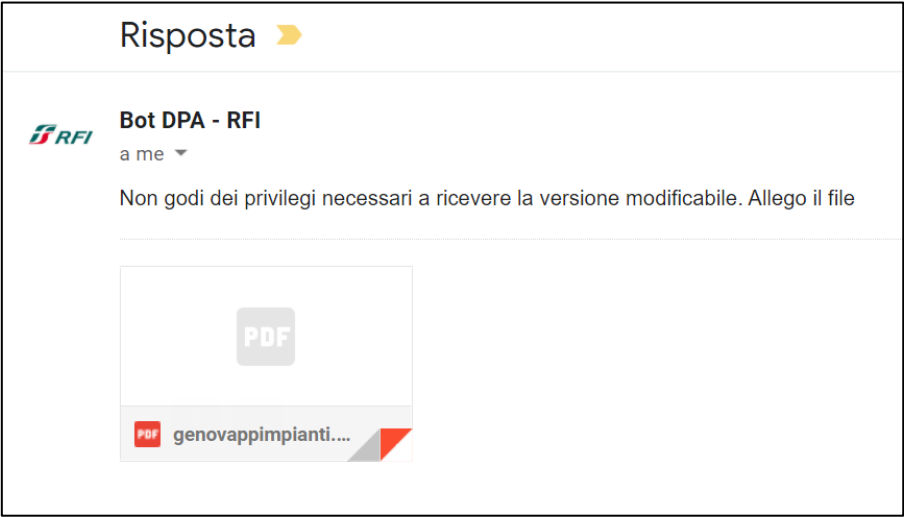 Risposta
RFI
Bot DPA - RFI
a me
Non godi dei privilegi necessari a ricevere la versione modificabile. Allego il file
PDF
PDF genovappimpianti....